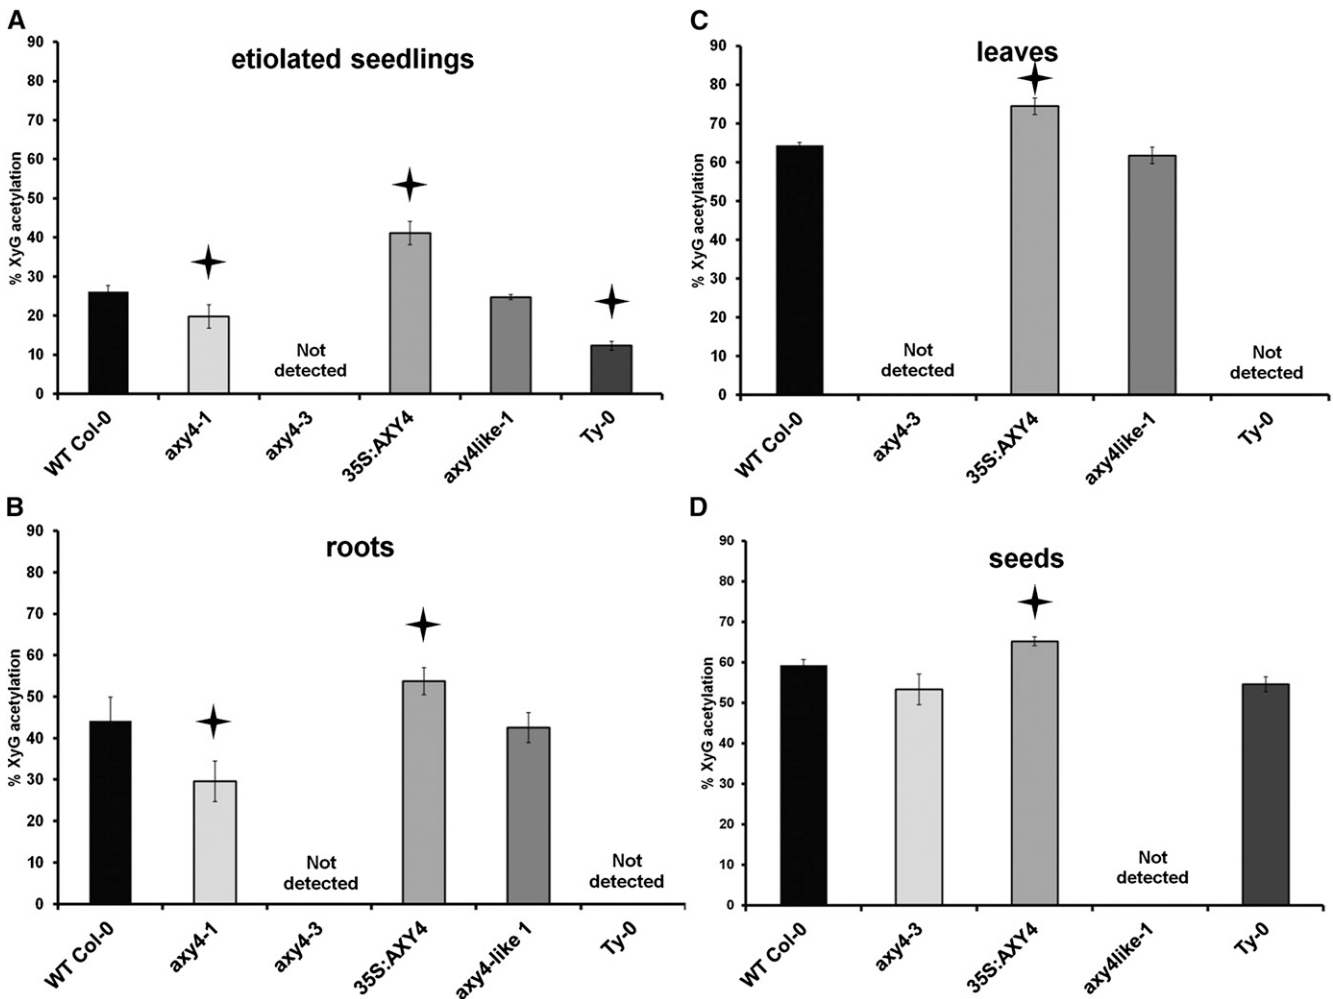 A
etiolated seedlings
% XyG acetylation
90
80
70
60
50
40
30
20
10
0
Not
detected
WT Col-0
axy4-1
axy4-3
35S:AXY4
axy4like-1
Ty-0
B
roots
% XyG acetylation
90
80
70
60
50
40
30
20
10
0
Not
detected
Not
detected
WT Col-0
axy4-1
axy4-3
35S:AXY4
axy4-like 1
Ty-0
C
leaves
% XyG acetylation
90
80
70
60
50
40
30
20
10
0
Not
detected
Not
detected
WT Col-0
axy4-3
35S:AXY4
axy4like-1
Ty-0
D
seeds
% XyG acetylation
90
80
70
60
50
40
30
20
10
0
Not
detected
WT Col-0
axy4-3
35S:AXY4
axy4like-1
Ty-0